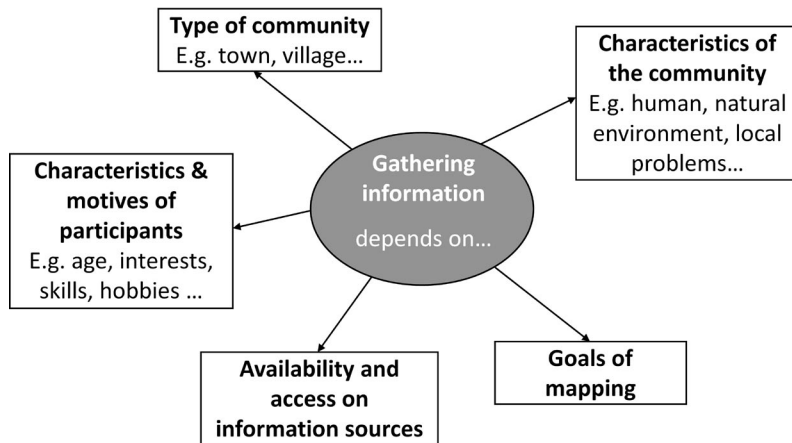 Type of community
E.g. town, village…
Characteristics of
the community
E.g. human, natural
environment, local
problems…
Gathering
information
depends on…
Characteristics &
motives of
participants
E.g. age, interests,
skills, hobbies …
Availability and
access on
information sources
Goals of
mapping